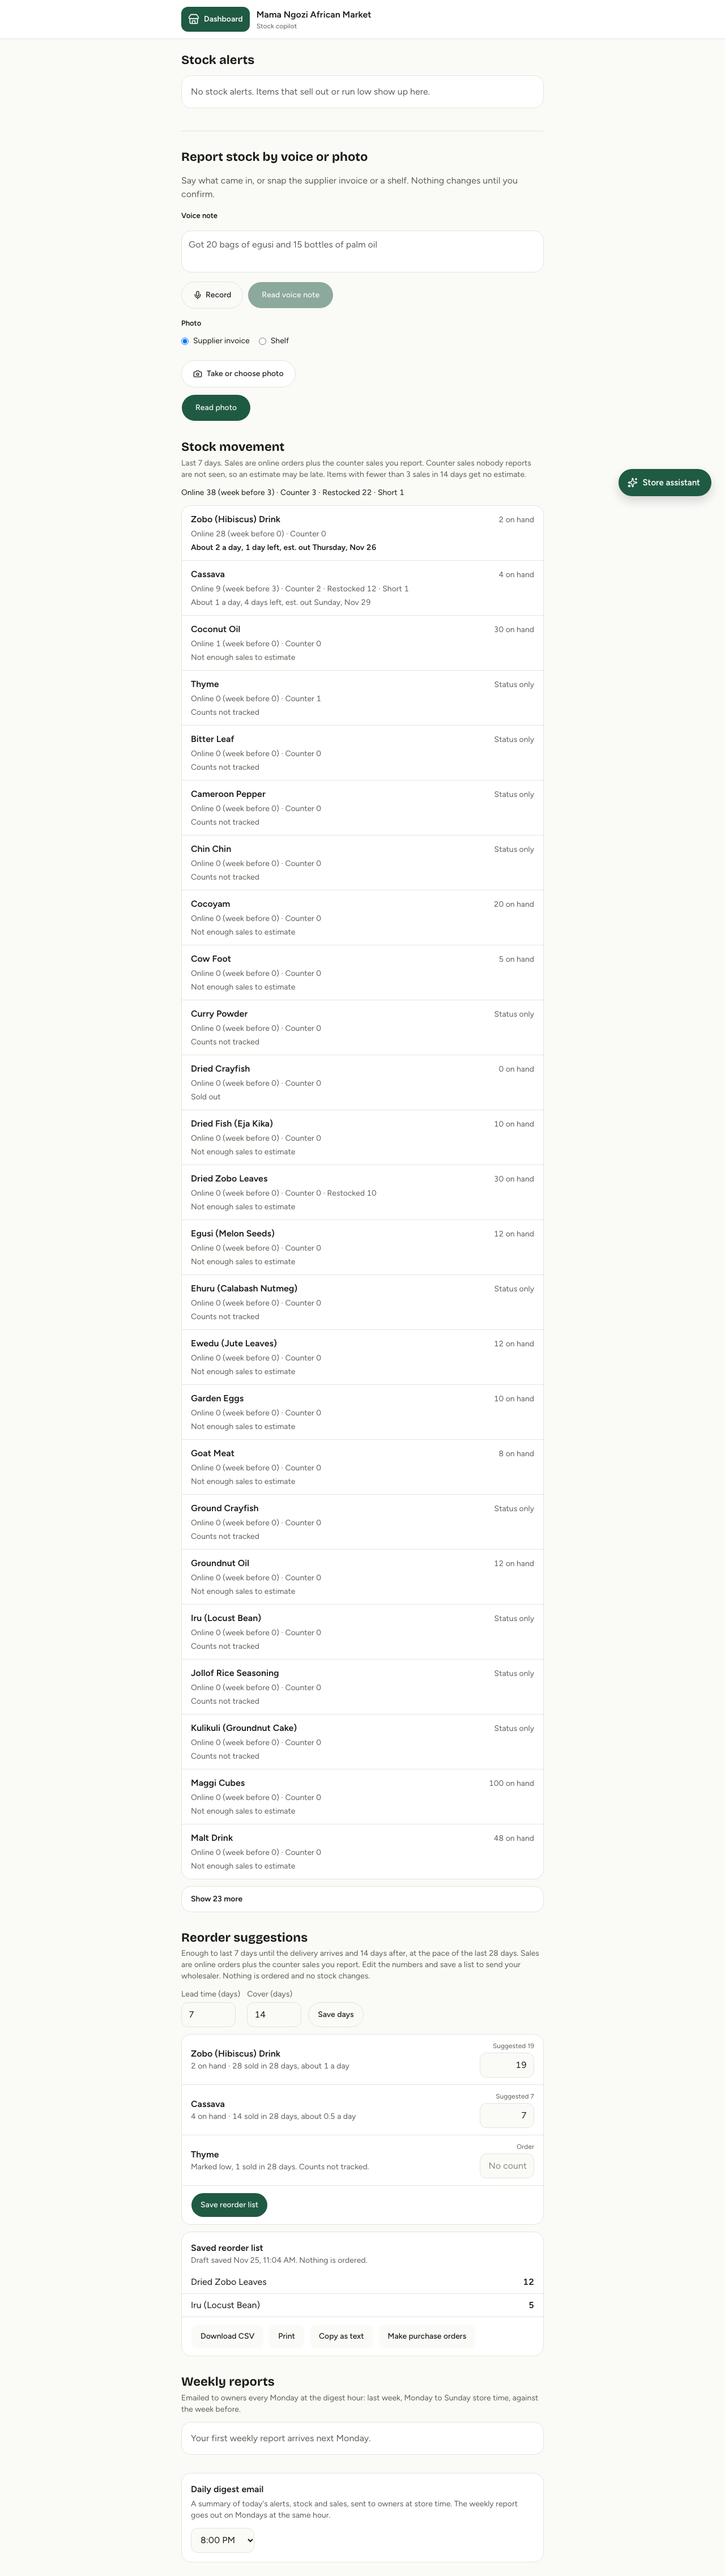 Dashboard
Mama Ngozi African Market
Stock copilot
Stock alerts
No stock alerts. Items that sell out or run low show up here.
Report stock by voice or photo
Say what came in, or snap the supplier invoice or a shelf. Nothing changes until you
confirm.
Voice note
Got 20 bags of egusi and 15 bottles of palm oil
Record
Read voice note
Photo
Supplier invoice
Shelf
Take or choose photo
Read photo
Stock movement
Last 7 days. Sales are online orders plus the counter sales you report. Counter sales nobody reports
are not seen, so an estimate may be late. Items with fewer than 3 sales in 14 days get no estimate.
Store assistant
Online 38 (week before 3) · Counter 3 · Restocked 22 · Short 1
Zobo (Hibiscus) Drink
2 on hand
Online 28 (week before 0) · Counter 0
About 2 a day, 1 day left, est. out Thursday, Nov 26
Cassava
4 on hand
Online 9 (week before 3) · Counter 2 · Restocked 12 · Short 1
About 1 a day, 4 days left, est. out Sunday, Nov 29
Coconut Oil
30 on hand
Online 1 (week before 0) · Counter 0
Not enough sales to estimate
Thyme
Status only
Online 0 (week before 0) · Counter 1
Counts not tracked
Bitter Leaf
Status only
Online 0 (week before 0) · Counter 0
Counts not tracked
Cameroon Pepper
Status only
Online 0 (week before 0) · Counter 0
Counts not tracked
Chin Chin
Status only
Online 0 (week before 0) · Counter 0
Counts not tracked
Cocoyam
20 on hand
Online 0 (week before 0) · Counter 0
Not enough sales to estimate
Cow Foot
5 on hand
Online 0 (week before 0) · Counter 0
Not enough sales to estimate
Curry Powder
Status only
Online 0 (week before 0) · Counter 0
Counts not tracked
Dried Crayfish
0 on hand
Online 0 (week before 0) · Counter 0
Sold out
Dried Fish (Eja Kika)
10 on hand
Online 0 (week before 0) · Counter 0
Not enough sales to estimate
Dried Zobo Leaves
30 on hand
Online 0 (week before 0) · Counter 0 · Restocked 10
Not enough sales to estimate
Egusi (Melon Seeds)
12 on hand
Online 0 (week before 0) · Counter 0
Not enough sales to estimate
Ehuru (Calabash Nutmeg)
Status only
Online 0 (week before 0) · Counter 0
Counts not tracked
Ewedu (Jute Leaves)
12 on hand
Online 0 (week before 0) · Counter 0
Not enough sales to estimate
Garden Eggs
10 on hand
Online 0 (week before 0) · Counter 0
Not enough sales to estimate
Goat Meat
8 on hand
Online 0 (week before 0) · Counter 0
Not enough sales to estimate
Ground Crayfish
Status only
Online 0 (week before 0) · Counter 0
Counts not tracked
Groundnut Oil
12 on hand
Online 0 (week before 0) · Counter 0
Not enough sales to estimate
Iru (Locust Bean)
Status only
Online 0 (week before 0) · Counter 0
Counts not tracked
Jollof Rice Seasoning
Status only
Online 0 (week before 0) · Counter 0
Counts not tracked
Kulikuli (Groundnut Cake)
Status only
Online 0 (week before 0) · Counter 0
Counts not tracked
Maggi Cubes
100 on hand
Online 0 (week before 0) · Counter 0
Not enough sales to estimate
Malt Drink
48 on hand
Online 0 (week before 0) · Counter 0
Not enough sales to estimate
Show 23 more
Reorder suggestions
Enough to last 7 days until the delivery arrives and 14 days after, at the pace of the last 28 days. Sales
are online orders plus the counter sales you report. Edit the numbers and save a list to send your
wholesaler. Nothing is ordered and no stock changes.
Lead time (days)
Cover (days)
7
14
Save days
Zobo (Hibiscus) Drink
2 on hand · 28 sold in 28 days, about 1 a day
Suggested 19
19
Cassava
4 on hand · 14 sold in 28 days, about 0.5 a day
Suggested 7
7
Thyme
Marked low, 1 sold in 28 days. Counts not tracked.
Order
No count
Save reorder list
Saved reorder list
Draft saved Nov 25, 11:04 AM. Nothing is ordered.
Dried Zobo Leaves
12
Iru (Locust Bean)
5
Download CSV
Print
Copy as text
Make purchase orders
Weekly reports
Emailed to owners every Monday at the digest hour: last week, Monday to Sunday store time, against
the week before.
Your first weekly report arrives next Monday.
Daily digest email
A summary of today's alerts, stock and sales, sent to owners at store time. The weekly report
goes out on Mondays at the same hour.
8:00 PM